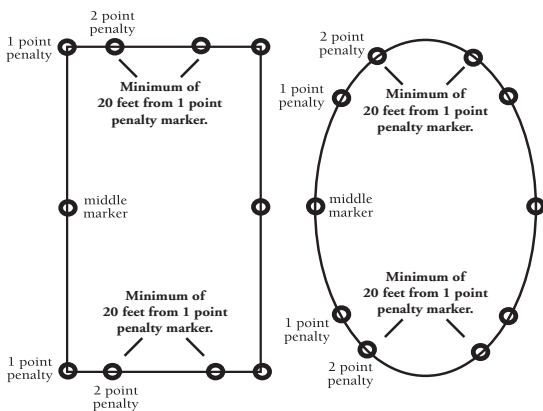 2 point
penalty
1 point
penalty
Minimum of
20 feet from 1 point
penalty marker.
middle
marker
Minimum of
20 feet from 1 point
penalty marker.
1 point
penalty
2 point
penalty
2 point
penalty
1 point
penalty
Minimum of
20 feet from 1 point
penalty marker.
middle
marker
Minimum of
20 feet from 1 point
penalty marker.
1 point
penalty
2 point
penalty